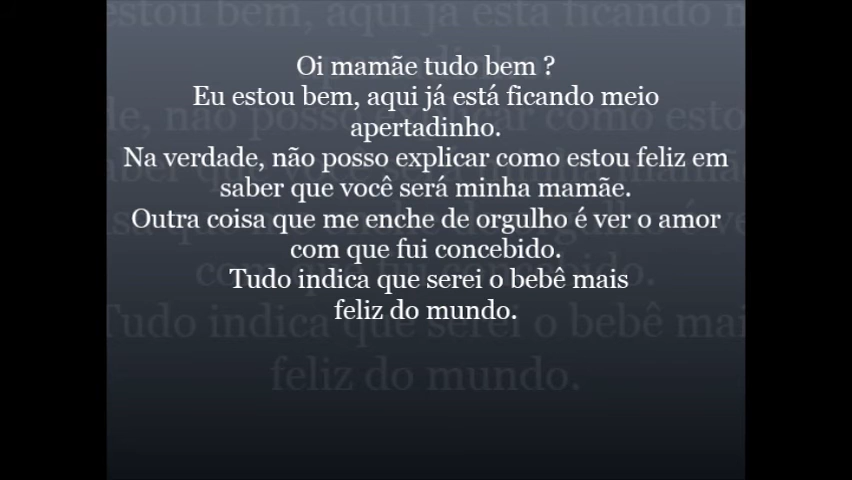 Oi mamãe tudo bem ?
Eu estou bem, aqui já está ficando meio
apertadinho.
Na verdade, não posso explicar como estou feliz em
saber que você será minha mamãe.
Outra coisa que me enche de orgulho é ver o amor
com que fui concebido.
Tudo indica que serei o bebê mais
feliz do mundo.